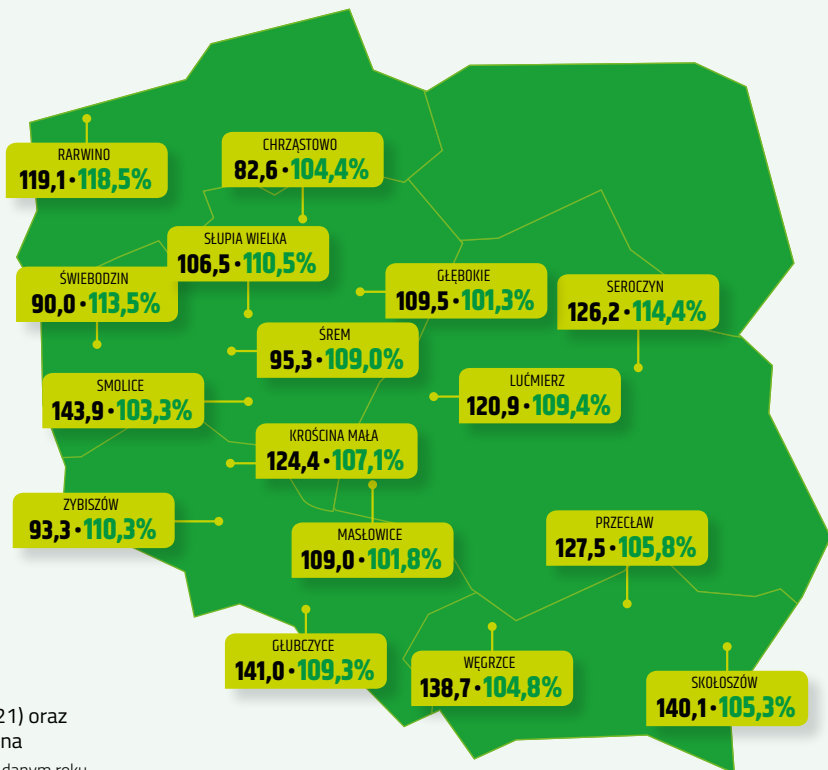 RARWINO
119,1 • 118,5%
CHRZĄSTOWO
82,6 • 104,4%
SŁUPIA WIELKA
106,5 • 110,5%
ŚWIEBODZIN
90,0 • 113,5%
GŁĘBOKIE
109,5 • 101,3%
SEROCZYN
126,2 • 114,4%
ŚREM
95,3 • 109,0%
SMOLICE
143,9 • 103,3%
LUĆMIERZ
120,9 • 109,4%
KROŚCINA MAŁA
124,4 • 107,1%
ZYBISZÓW
93,3 • 110,3%
MASŁOWICE
109,0 • 101,8%
PRZECŁAW
127,5 • 105,8%
GŁUBCZYCE
141,0 • 109,3%
WĘGRZCE
138,7 • 104,8%
SKOŁOSZÓW
140,1 • 105,3%
21) oraz
na
danym roku